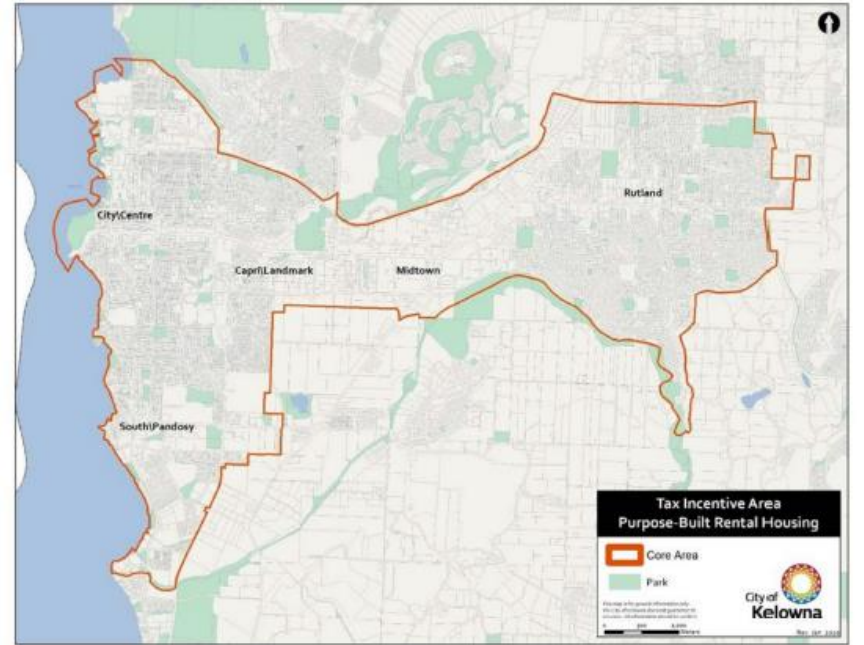 Rutland
City\Centre
Capri\Landmark
Midtown
South\Pandosy
Tax Incentive Area
Purpose-Built Rental Housing
Core Area
Park
City of
Kelowna